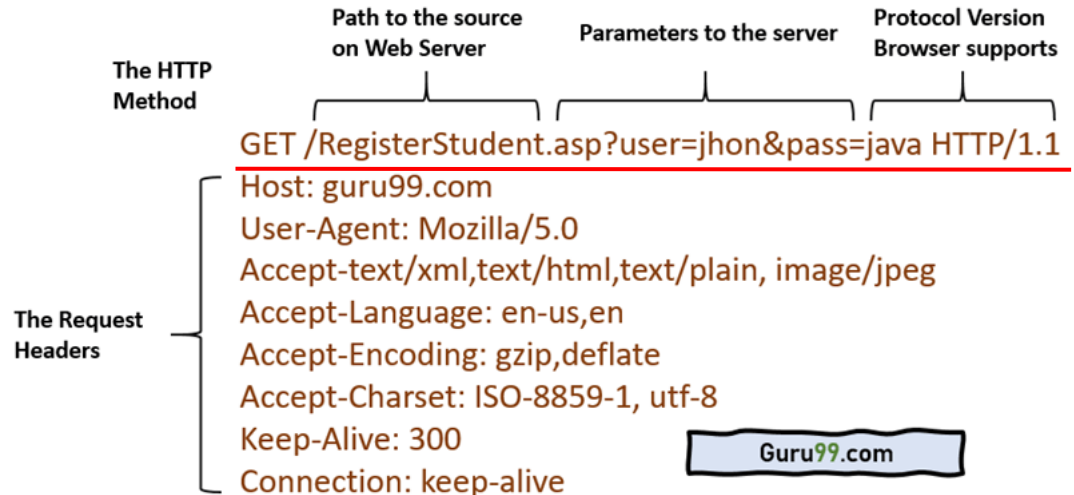 Path to the source
on Web Server
Parameters to the server
Protocol Version
Browser supports
The HTTP
Method
GET /RegisterStudent.asp?user=jhon&pass=java HTTP/1.1
Host: guru99.com
User-Agent: Mozilla/5.0
Accept-text/xml,text/html,text/plain, image/jpeg
Accept-Language: en-us,en
Accept-Encoding: gzip,deflate
Accept-Charset: ISO-8859-1, utf-8
Keep-Alive: 300
Connection: keep-alive
The Request
Headers
Guru99.com